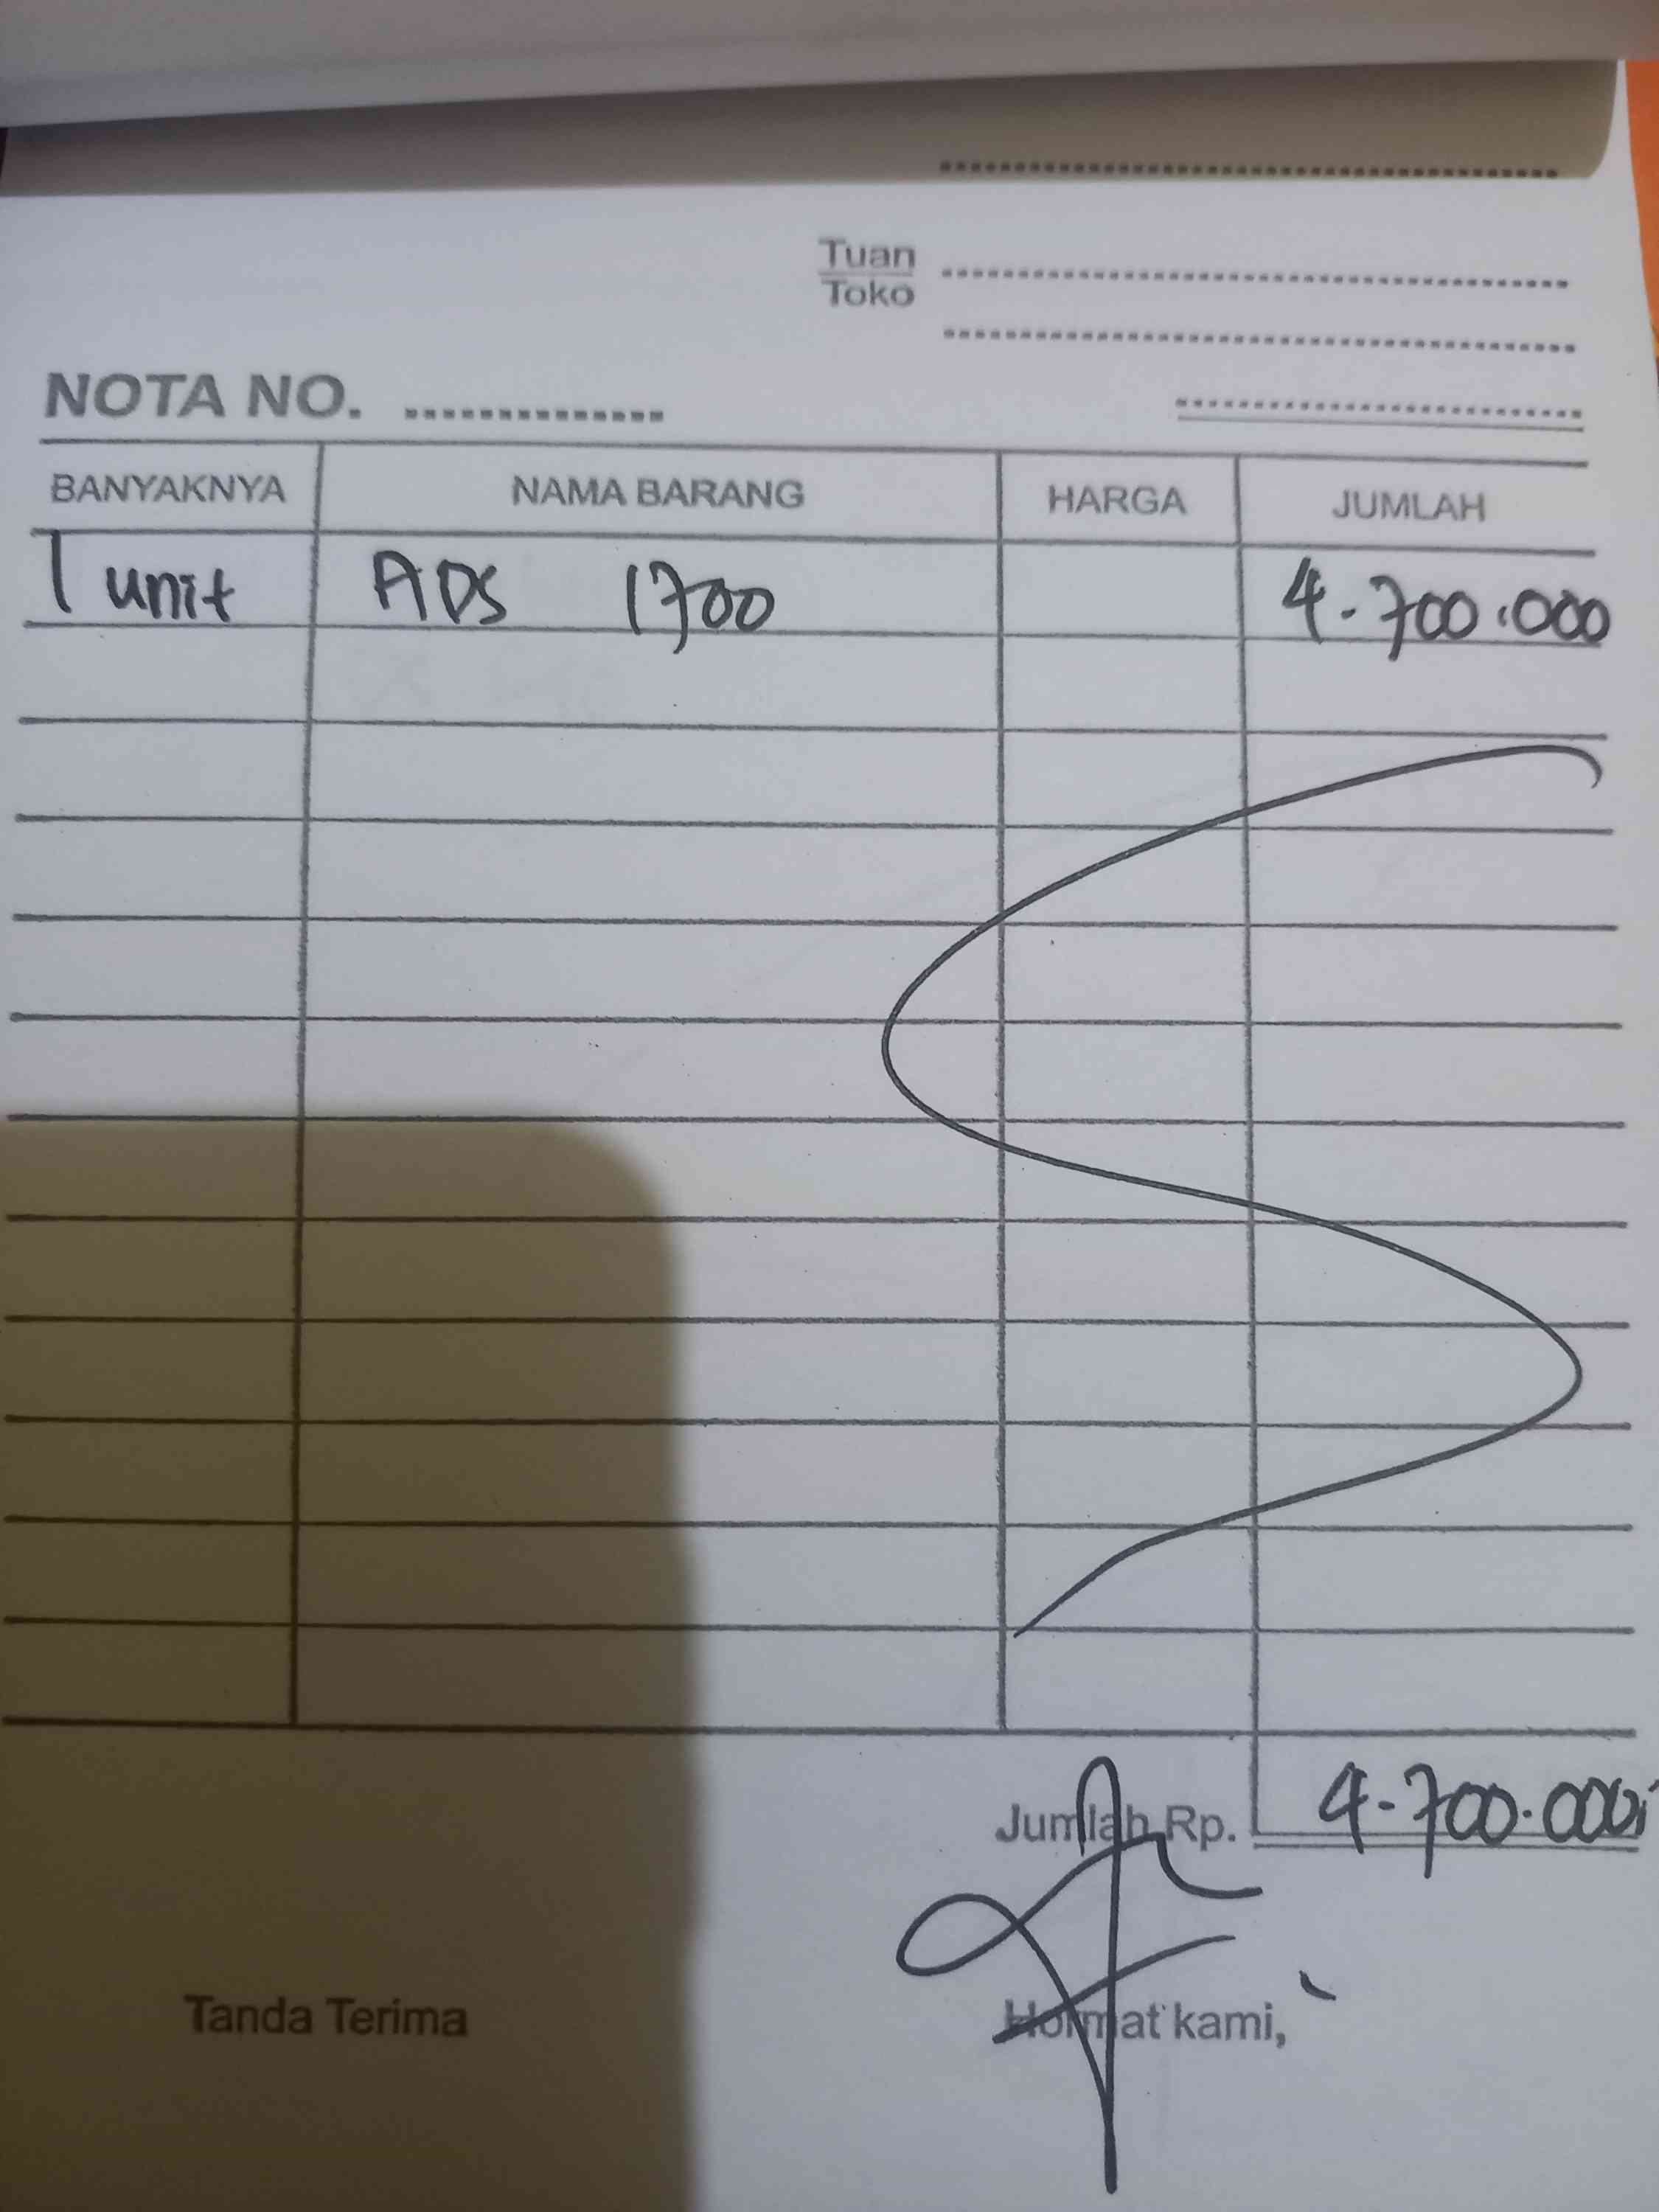 Tuan
Toko
NOTA NO. ..............
BANYAKNYA NAMA BARANG HARGA JUMLAH
1 unit ADS 1700 4.700.000
Jumlah Rp. 4.700.000
Tanda Terima Hormat kami,